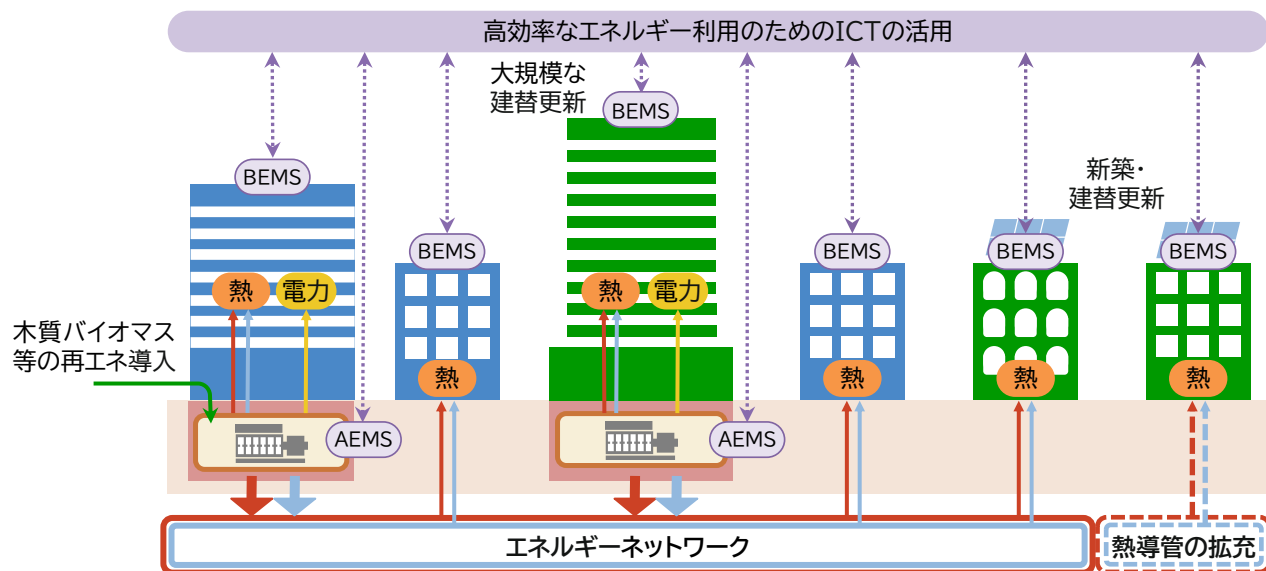 高効率なエネルギー利用のためのICTの活用
大規模な
建替更新
BEMS
BEMS
新築・
建替更新
BEMS
BEMS
BEMS
BEMS
熱
電力
熱
電力
木質バイオマス
等の再エネ導入
熱
熱
熱
熱
AEMS
AEMS
エネルギーネットワーク
熱導管の拡充